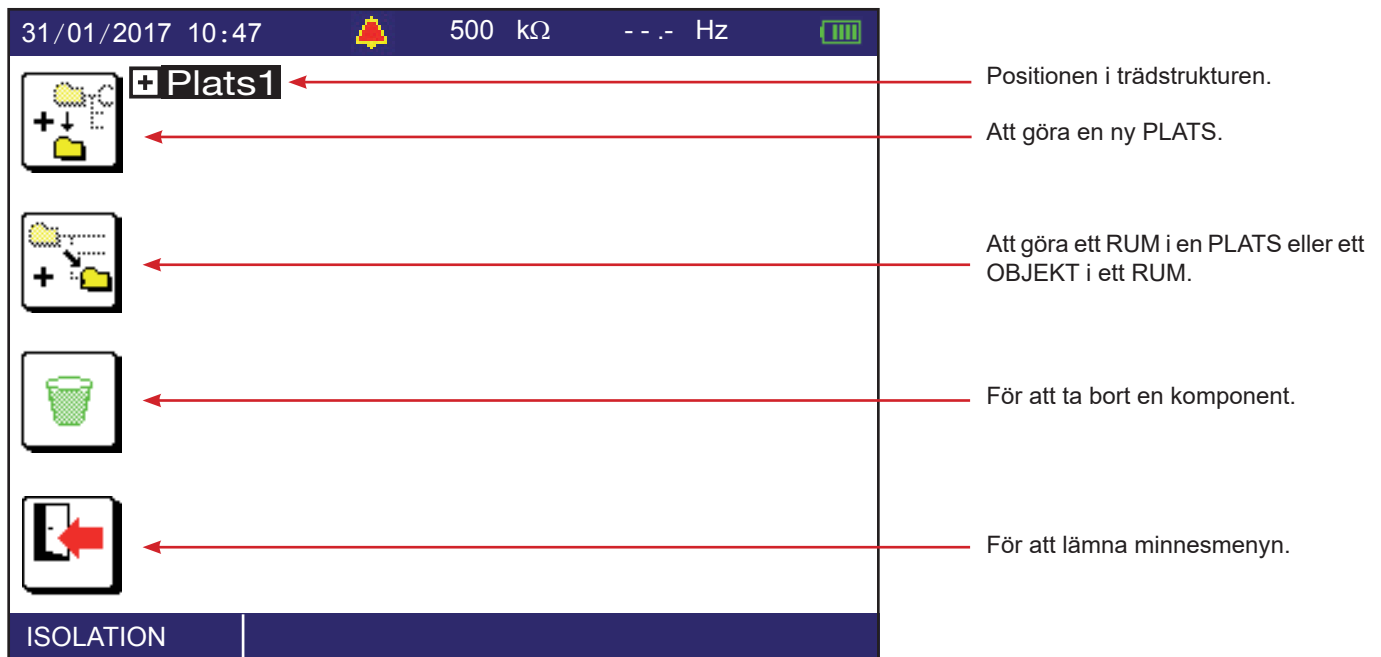 31/01/2017 10:47 500 kΩ - - .- Hz
+ Plats1
Positionen i trädstrukturen.
Att göra en ny PLATS.
Att göra ett RUM i en PLATS eller ett
OBJEKT i ett RUM.
För att ta bort en komponent.
För att lämna minnesmenyn.
ISOLATION